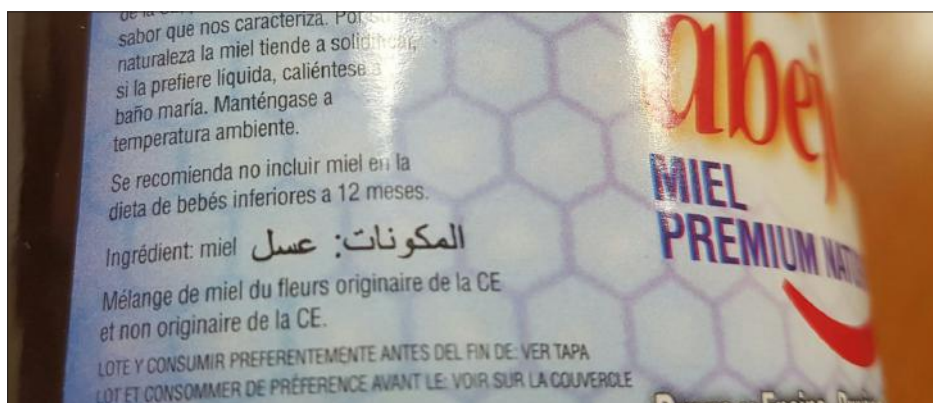 sabor que nos caracteriza. Por su
naturaleza la miel tiende a solidificar,
si la prefiere líquida, caliéntese a
baño maría. Manténgase a
temperatura ambiente.
Se recomienda no incluir miel en la
dieta de bebés inferiores a 12 meses.
Ingrédient: miel المكونات: عسل
Mélange de miel du fleurs originaire de la CE
et non originaire de la CE.
LOTE Y CONSUMIR PREFERENTEMENTE ANTES DEL FIN DE: VER TAPA
LOT ET CONSOMMER DE PRÉFERENCE AVANT LE: VOIR SUR LA COUVERCLE
MIEL
PREMIUM